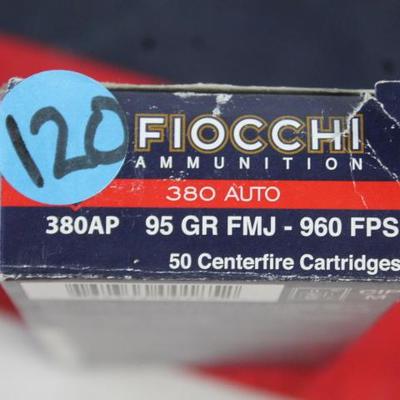 120
FIOCCHI
AMMUNITION
380 AUTO
380AP 95 GR FMJ - 960 FPS
50 Centerfire Cartridges